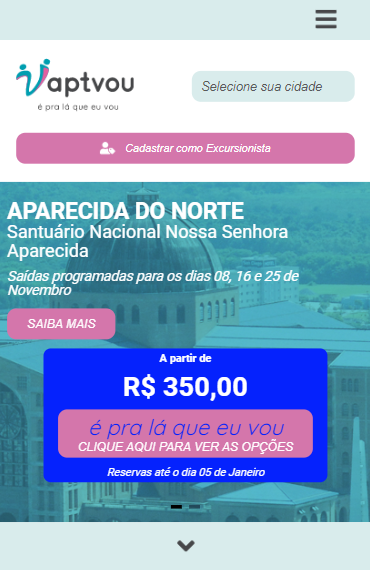 Vaptvou
é pra lá que eu vou
Selecione sua cidade
Cadastrar como Excursionista
APARECIDA DO NORTE
Santuário Nacional Nossa Senhora
Aparecida
Saídas programadas para os dias 08, 16 e 25 de
Novembro
SAIBA MAIS
A partir de
R$ 350,00
é pra lá que eu vou
CLIQUE AQUI PARA VER AS OPÇÕES
Reservas até o dia 05 de Janeiro